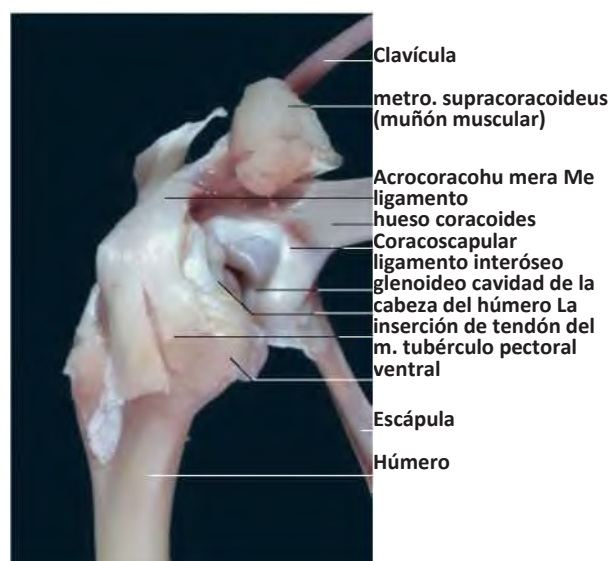 Clavícula
metro. supracoracoideus
(muñón muscular)
Acrocoracohu mera Me
ligamento
hueso coracoides
Coracoscapular
ligamento interóseo
glenoideo cavidad de la
cabeza del húmero La
inserción de tendón del
m. tubérculo pectoral
ventral
Escápula
Húmero